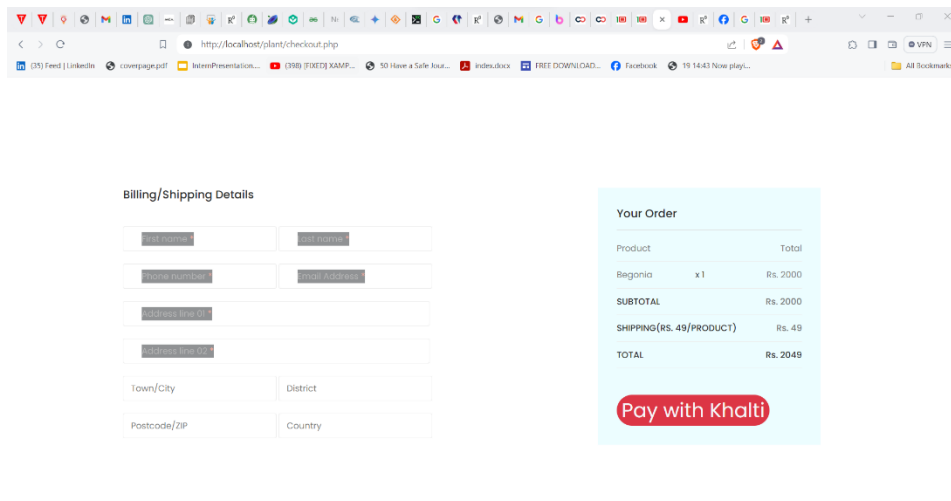 http://localhost/plant/checkout.php
VPN
(35) Feed | LinkedIn coverpage.pdf InternPresentation... (398) [FIXED] XAMP... 50 Have a Safe Jour... index.docx FREE DOWNLOAD... Facebook 19 14:43 Now playi... All Bookmarks
Billing/Shipping Details
First name * Last name *
Phone number * Email Address *
Address line 01 *
Address line 02 *
Town/City District
Postcode/ZIP Country
Your Order
Product Total
Begonia x 1 Rs. 2000
SUBTOTAL Rs. 2000
SHIPPING(RS. 49/PRODUCT) Rs. 49
TOTAL Rs. 2049
Pay with Khalti